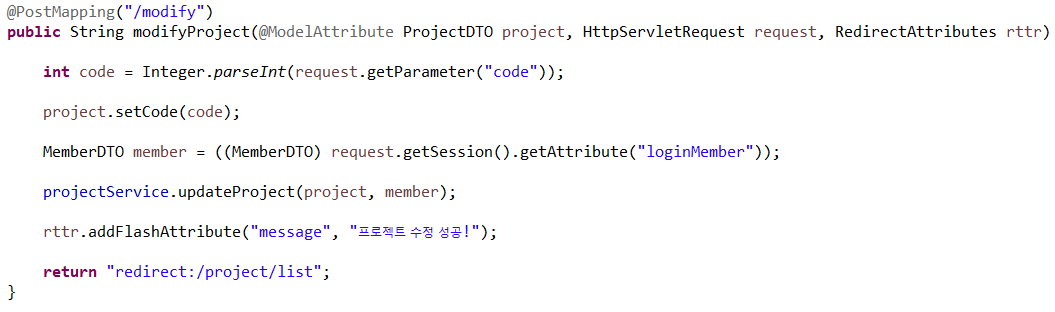 @PostMapping("/modify")
public String modifyProject(@ModelAttribute ProjectDTO project, HttpServletRequest request, RedirectAttributes rttr)
int code = Integer.parseInt(request.getParameter("code"));
project.setCode(code);
MemberDTO member = ((MemberDTO) request.getSession().getAttribute("loginMember"));
projectService.updateProject(project, member);
rttr.addFlashAttribute("message", "프로젝트 수정 성공!");
return "redirect:/project/list";
}